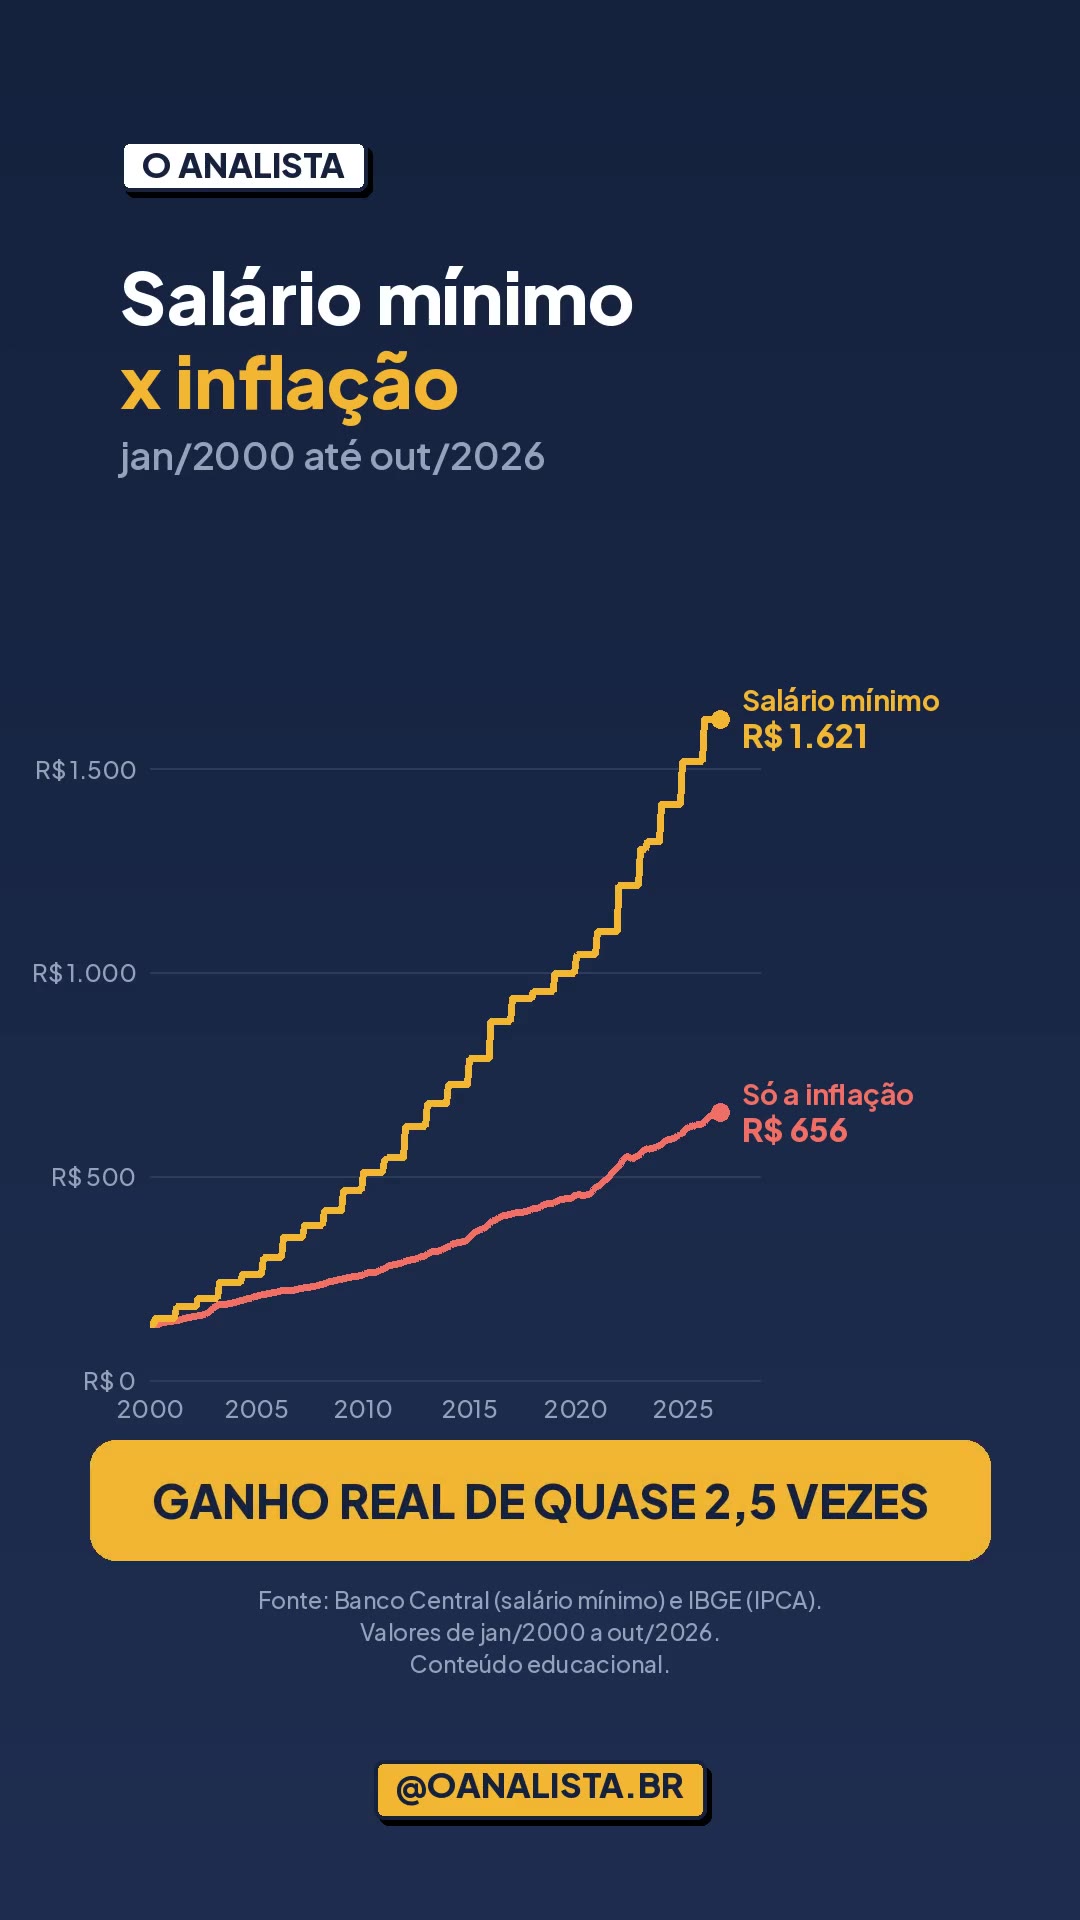 O ANALISTA
Salário mínimo
x inflação
jan/2000 até out/2026
Salário mínimo
R$ 1.621
R$ 1.500
R$ 1.000
Só a inflação
R$ 656
R$ 500
R$ 0
2000 2005 2010 2015 2020 2025
GANHO REAL DE QUASE 2,5 VEZES
Fonte: Banco Central (salário mínimo) e IBGE (IPCA).
Valores de jan/2000 a out/2026.
Conteúdo educacional.
@OANALISTA.BR